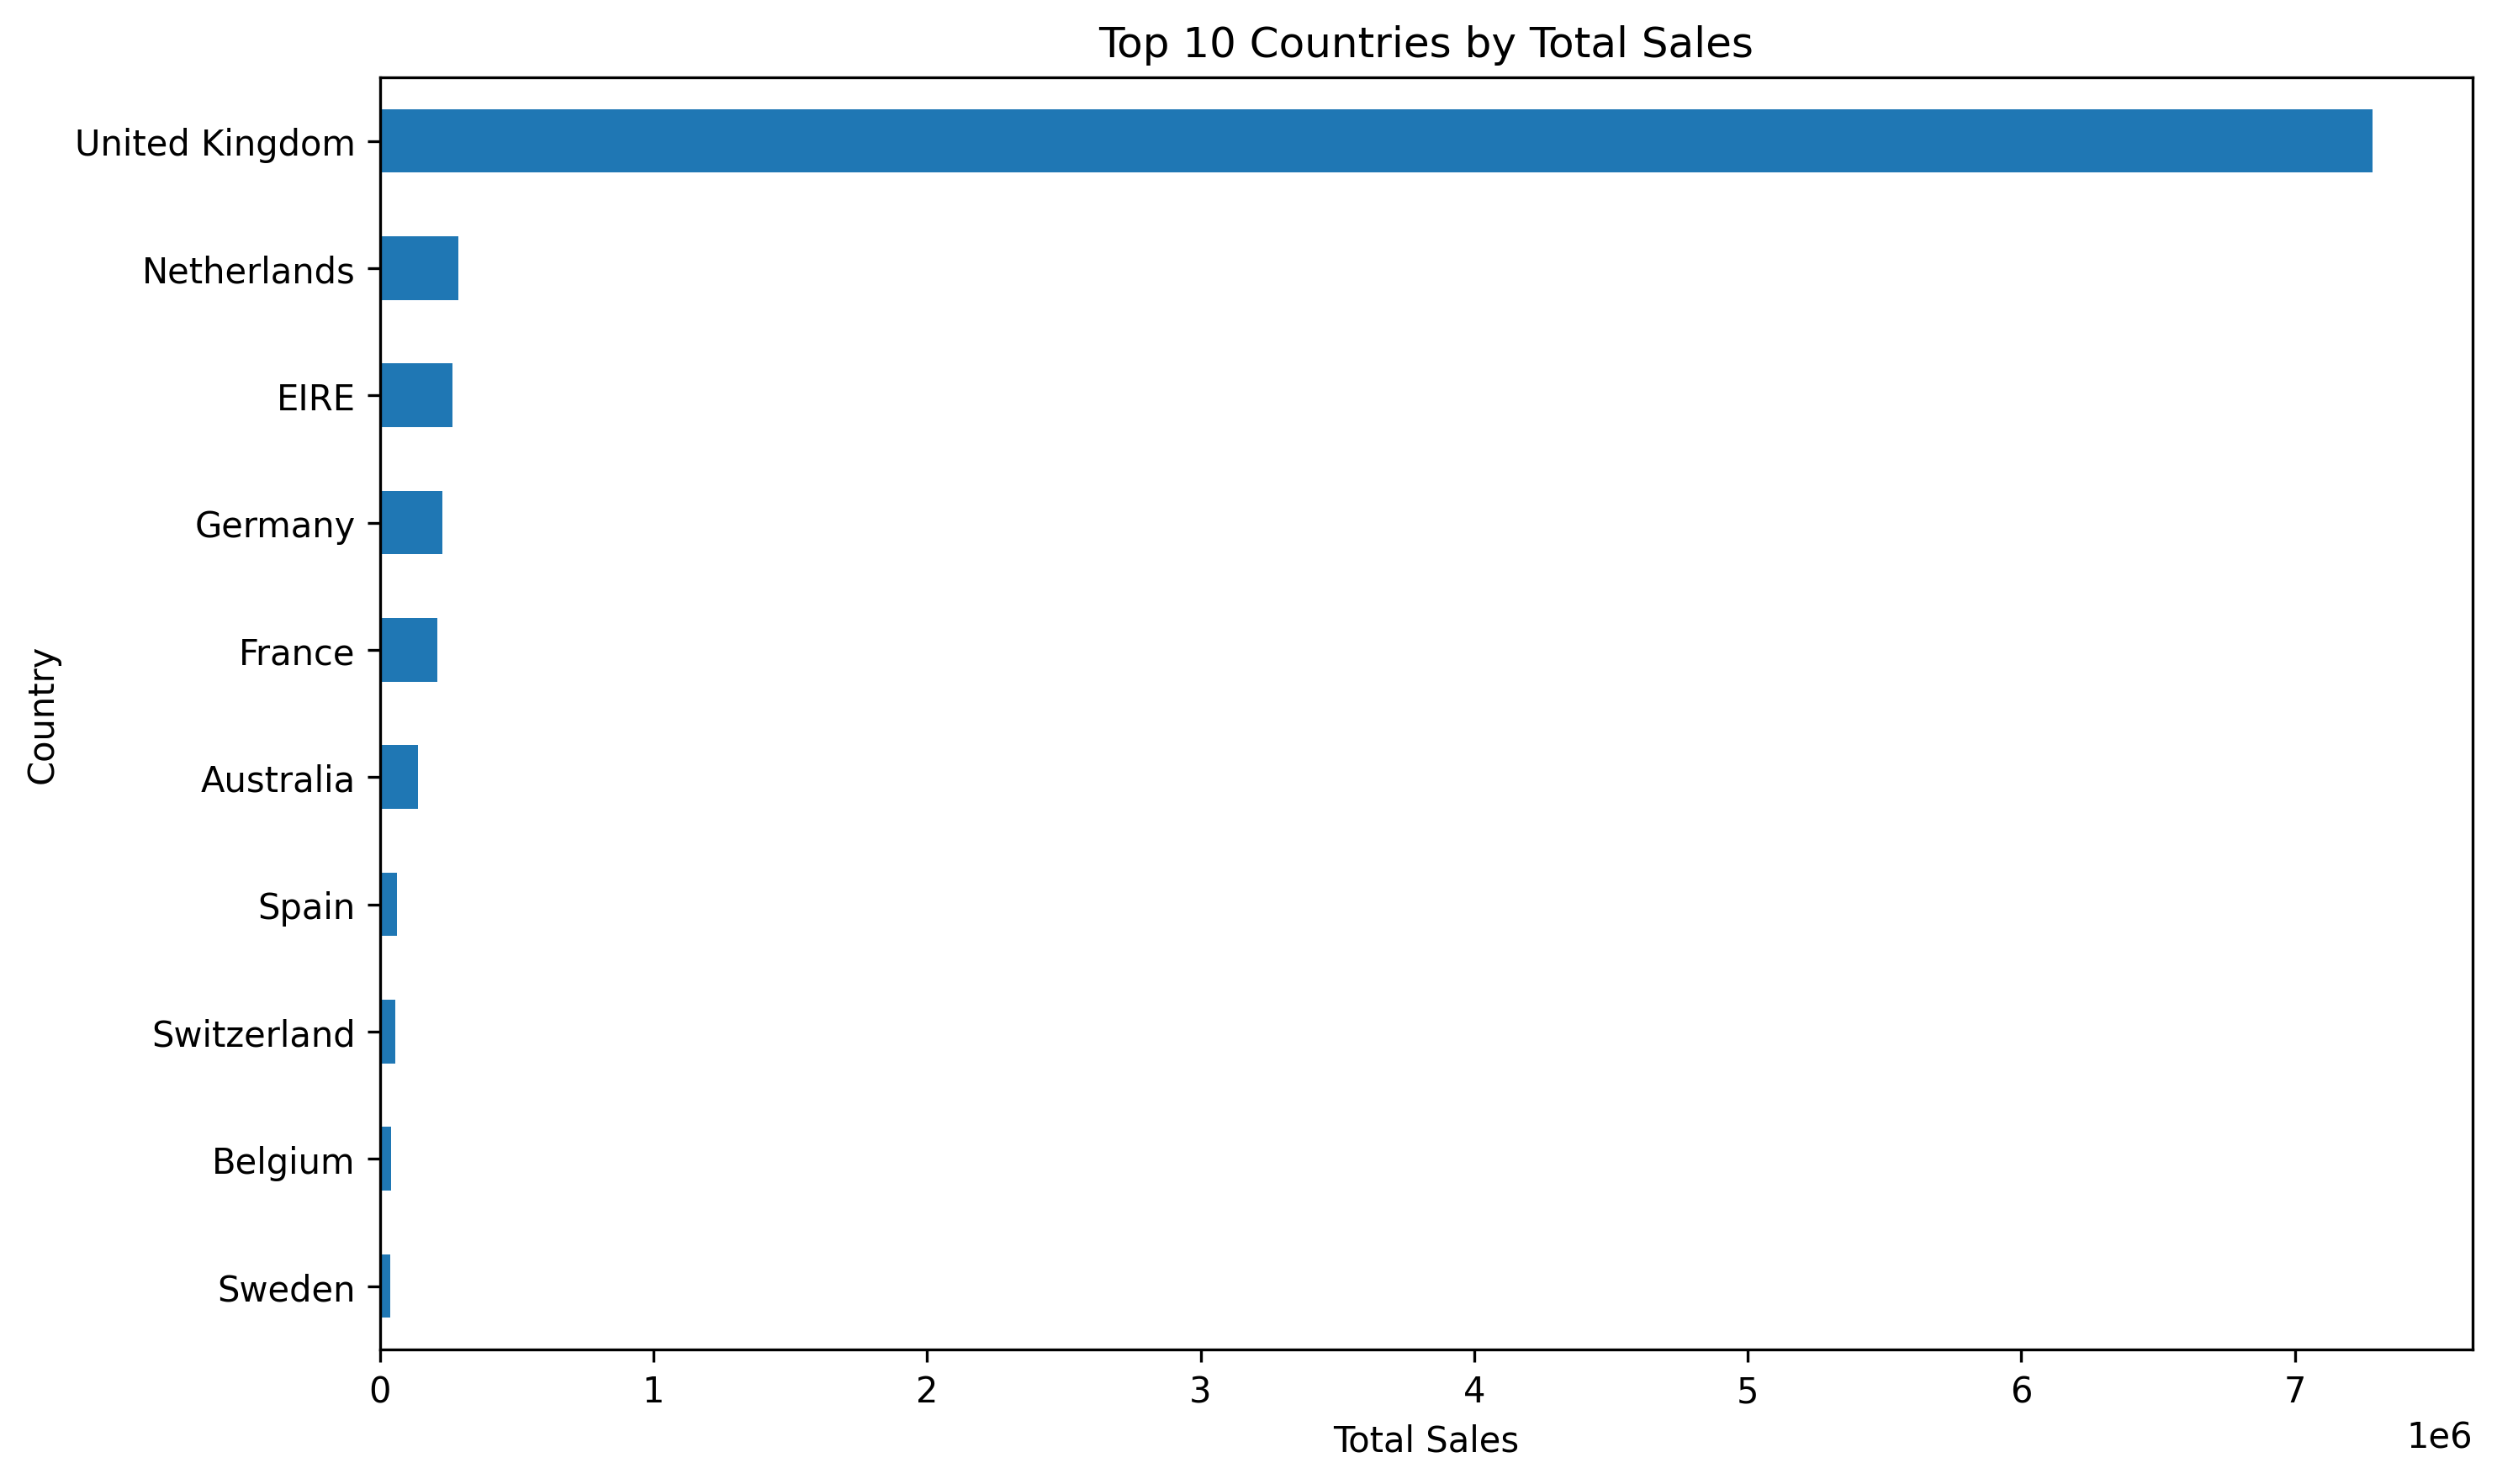 Top 10 Countries by Total Sales
United Kingdom
Netherlands
EIRE
Germany
France
Australia
Spain
Switzerland
Belgium
Sweden
Country
0 1 2 3 4 5 6 7
Total Sales
1e6